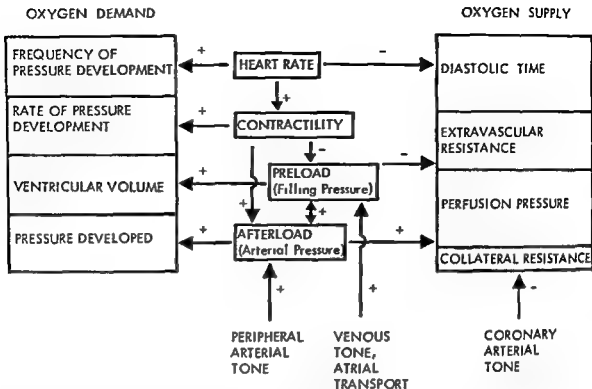 OXYGEN DEMAND
OXYGEN SUPPLY
FREQUENCY OF
PRESSURE DEVELOPMENT
+
HEART RATE
-
DIASTOLIC TIME
+
RATE OF PRESSURE
DEVELOPMENT
+
CONTRACTILITY
EXTRAVASCULAR
RESISTANCE
-
-
VENTRICULAR VOLUME
+
PRELOAD
(Filling Pressure)
PERFUSION PRESSURE
+
+
PRESSURE DEVELOPED
+
AFTERLOAD
(Arterial Pressure)
+
COLLATERAL RESISTANCE
+
+
-
PERIPHERAL
ARTERIAL
TONE
VENOUS
TONE,
ATRIAL
TRANSPORT
CORONARY
ARTERIAL
TONE